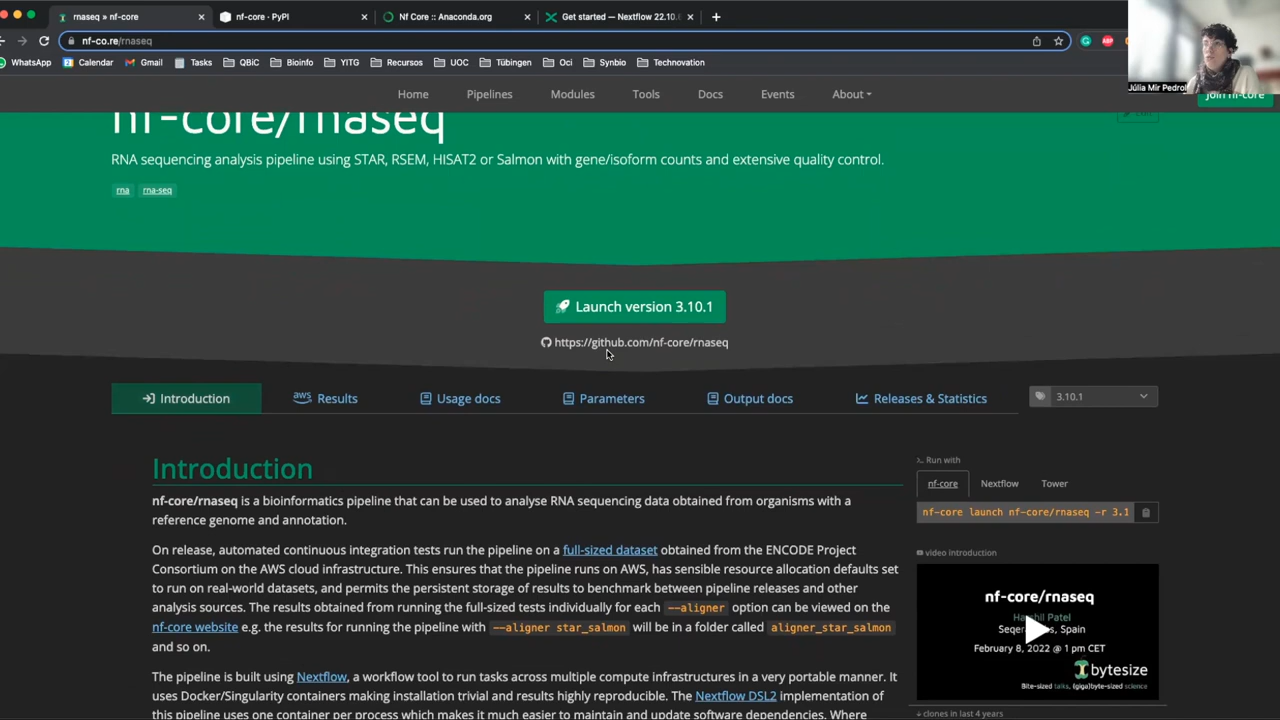 rnaseq » nf-core
nf-core · PyPI
Nf Core :: Anaconda.org
Get started — Nextflow 22.10.
nf-co.re/rnaseq
WhatsApp
Calendar
Gmail
Tasks
QBiC
Bioinfo
YITG
Recursos
UOC
Tübingen
Oci
Synbio
Technovation
Júlia Mir Pedrol
Home
Pipelines
Modules
Tools
Docs
Events
About
Join nf-core
nf-core/rnaseq
Edit
RNA sequencing analysis pipeline using STAR, RSEM, HISAT2 or Salmon with gene/isoform counts and extensive quality control.
rna
rna-seq
Launch version 3.10.1
https://github.com/nf-core/rnaseq
Introduction
aws Results
Usage docs
Parameters
Output docs
Releases & Statistics
3.10.1
Introduction
nf-core/rnaseq is a bioinformatics pipeline that can be used to analyse RNA sequencing data obtained from organisms with a
reference genome and annotation.
On release, automated continuous integration tests run the pipeline on a full-sized dataset obtained from the ENCODE Project
Consortium on the AWS cloud infrastructure. This ensures that the pipeline runs on AWS, has sensible resource allocation defaults set
to run on real-world datasets, and permits the persistent storage of results to benchmark between pipeline releases and other
analysis sources. The results obtained from running the full-sized tests individually for each --aligner option can be viewed on the
nf-core website e.g. the results for running the pipeline with --aligner star_salmon will be in a folder called aligner_star_salmon
and so on.
The pipeline is built using Nextflow, a workflow tool to run tasks across multiple compute infrastructures in a very portable manner. It
uses Docker/Singularity containers making installation trivial and results highly reproducible. The Nextflow DSL2 implementation of
this pipeline uses one container per process which makes it much easier to maintain and update software dependencies. Where
Run with
nf-core
Nextflow
Tower
nf-core launch nf-core/rnaseq -r 3.1
video introduction
nf-core/rnaseq
Harshil Patel
Spain
February 8, 2022 @ 1 pm CET
bytesize
Bite-sized talks, (giga)byte-sized science
clones in last 4 years